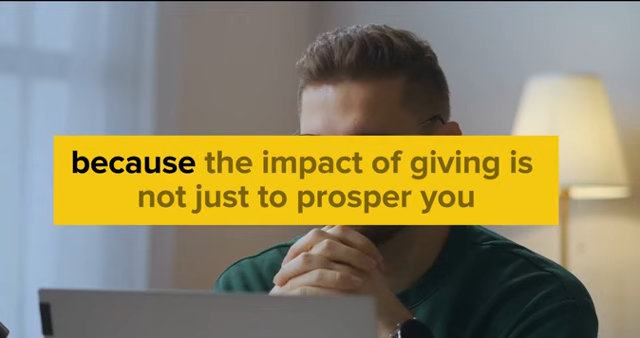 because the impact of giving is
not just to prosper you